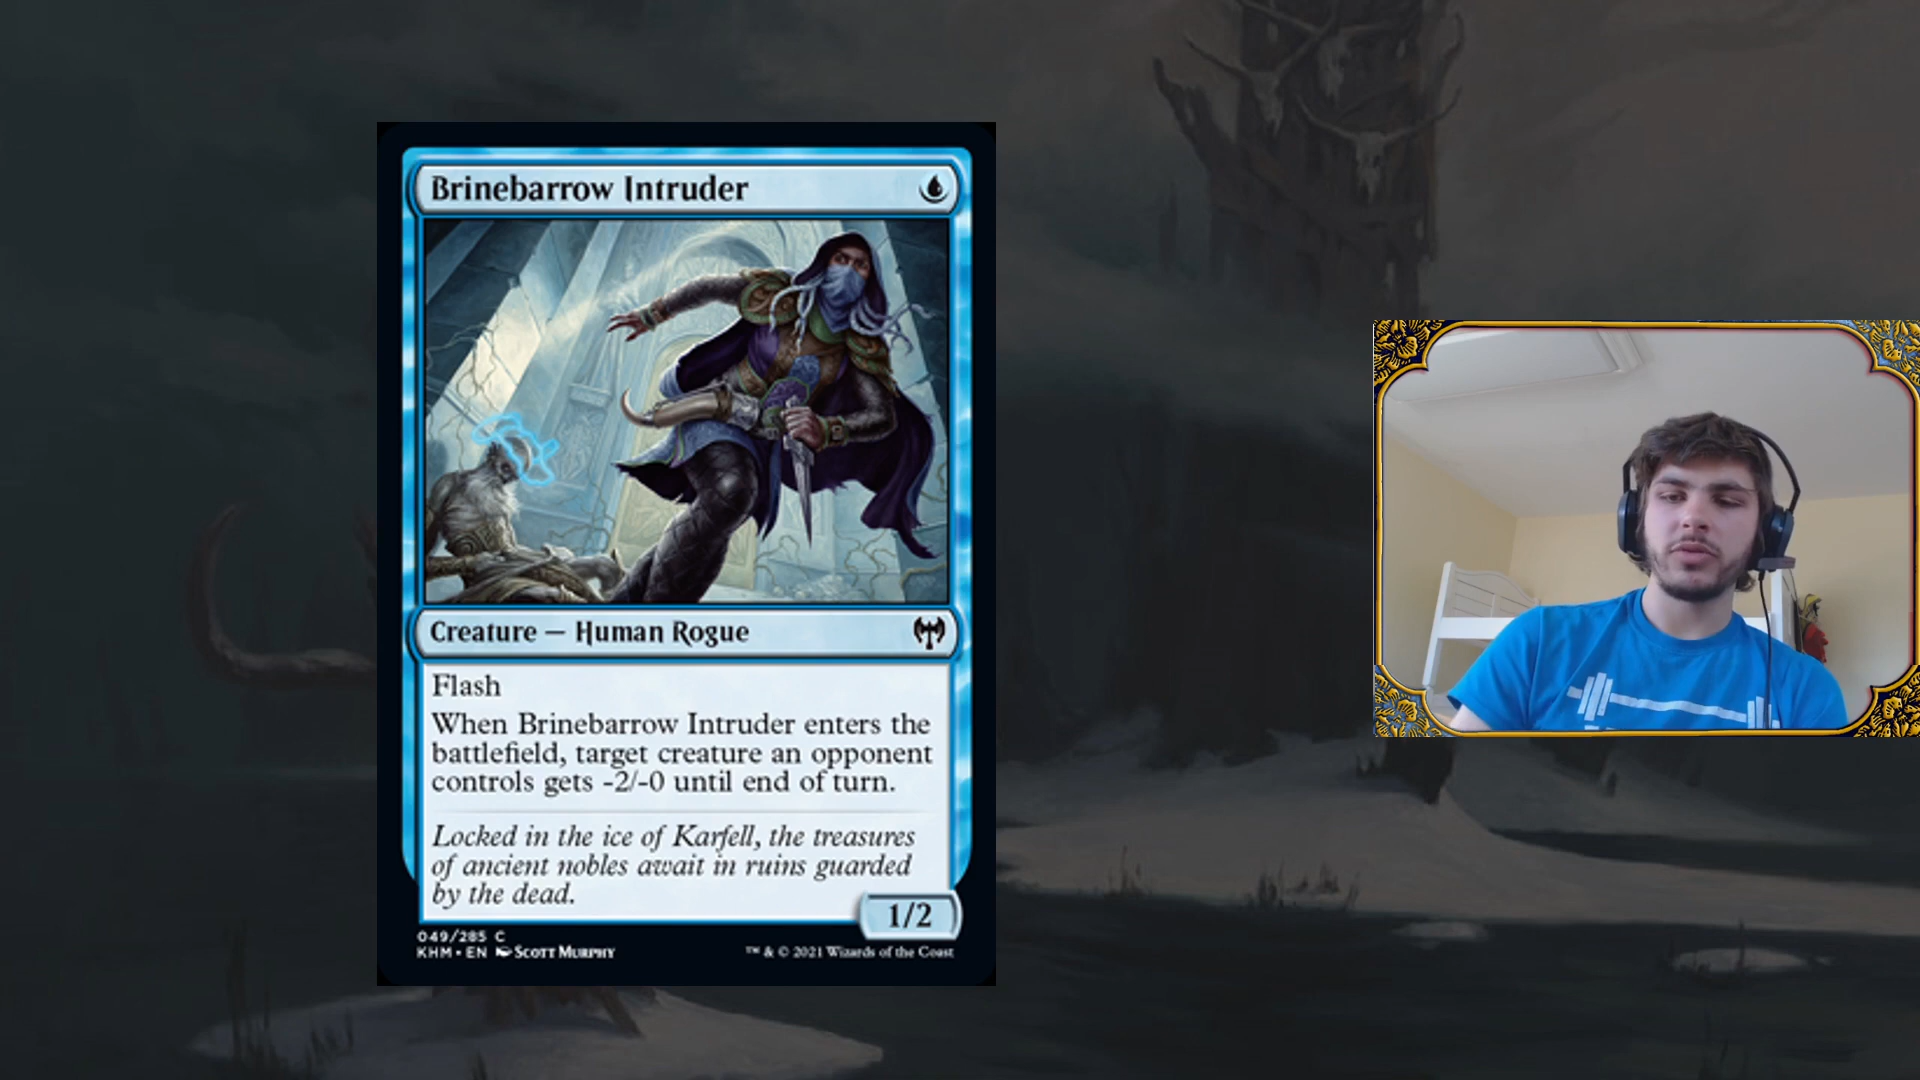 Brinebarrow Intruder
Creature — Human Rogue
Flash
When Brinebarrow Intruder enters the
battlefield, target creature an opponent
controls gets -2/-0 until end of turn.
Locked in the ice of Karfell, the treasures
of ancient nobles await in ruins guarded
by the dead.
1/2
049/285 C
KHM • EN Scott Murphy
™ & © 2021 Wizards of the Coast